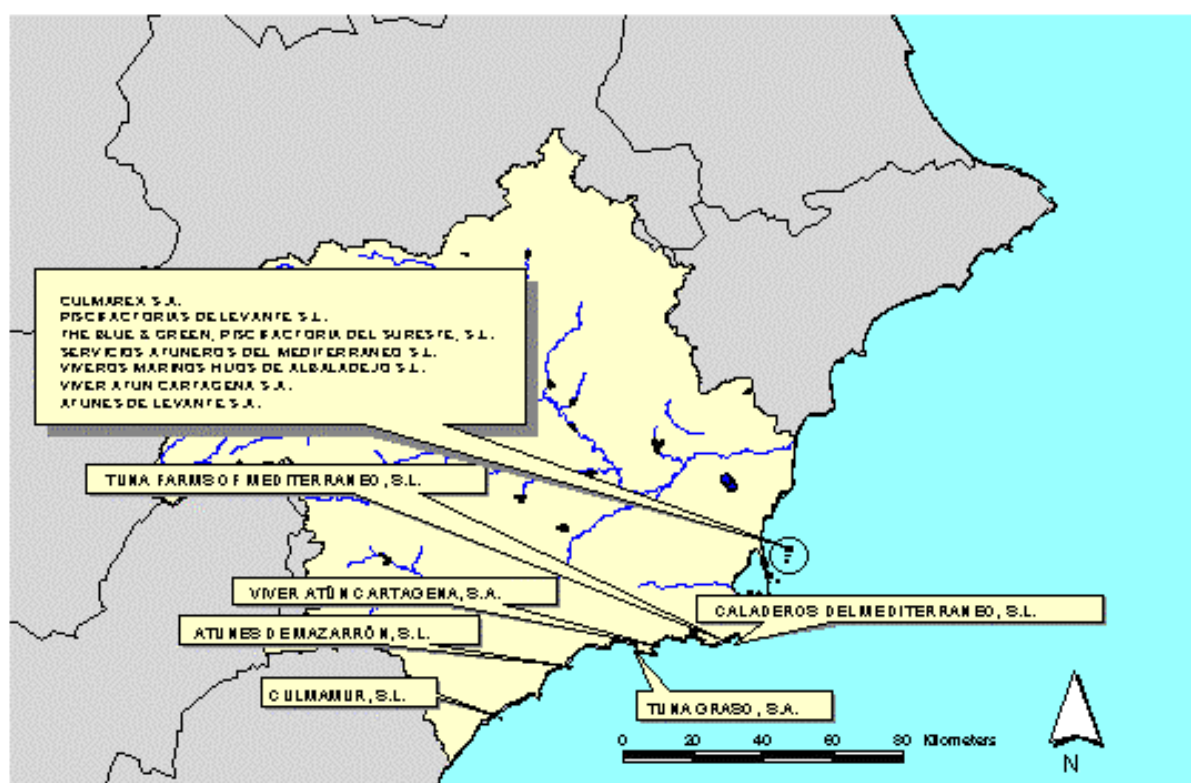 CULMAREX S.A.
PISCIFACTORIAS DE LEVANTE S.L.
THE BLUE & GREEN, PISCIFACTORIA DEL SURESTE, S.L.
SERVICIOS ATUNEROS DEL MEDITERRANEO S.L.
VIVEROS MARINOS HIJOS DE ALBALADEJO S.L.
VIVER ATUN CARTAGENA S.A.
ATUNES DE LEVANTE S.A.
TUNA FARMS OF MEDITERRANEO, S.L.
VIVER ATÚN CARTAGENA, S.A.
CALADEROS DEL MEDITERRANEO, S.L.
ATUNES DE MAZARRÓN, S.L.
CULMAMUR, S.L.
TUNA GRASO, S.A.
0 20 40 60 80 Kilometers
N